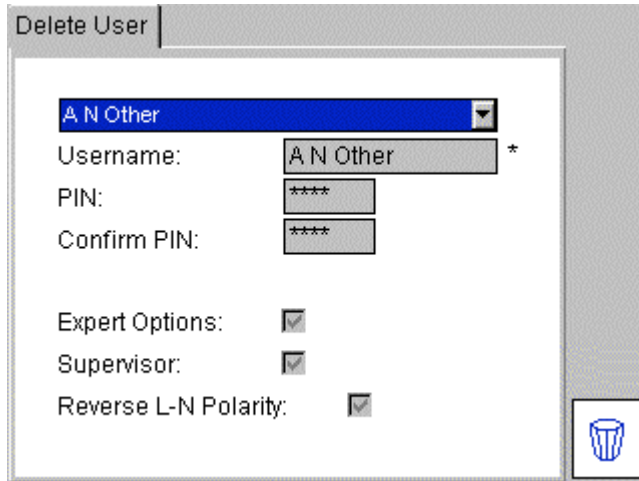 Delete User
A N Other
Username: A N Other *
PIN: ****
Confirm PIN: ****
Expert Options:
Supervisor:
Reverse L-N Polarity: